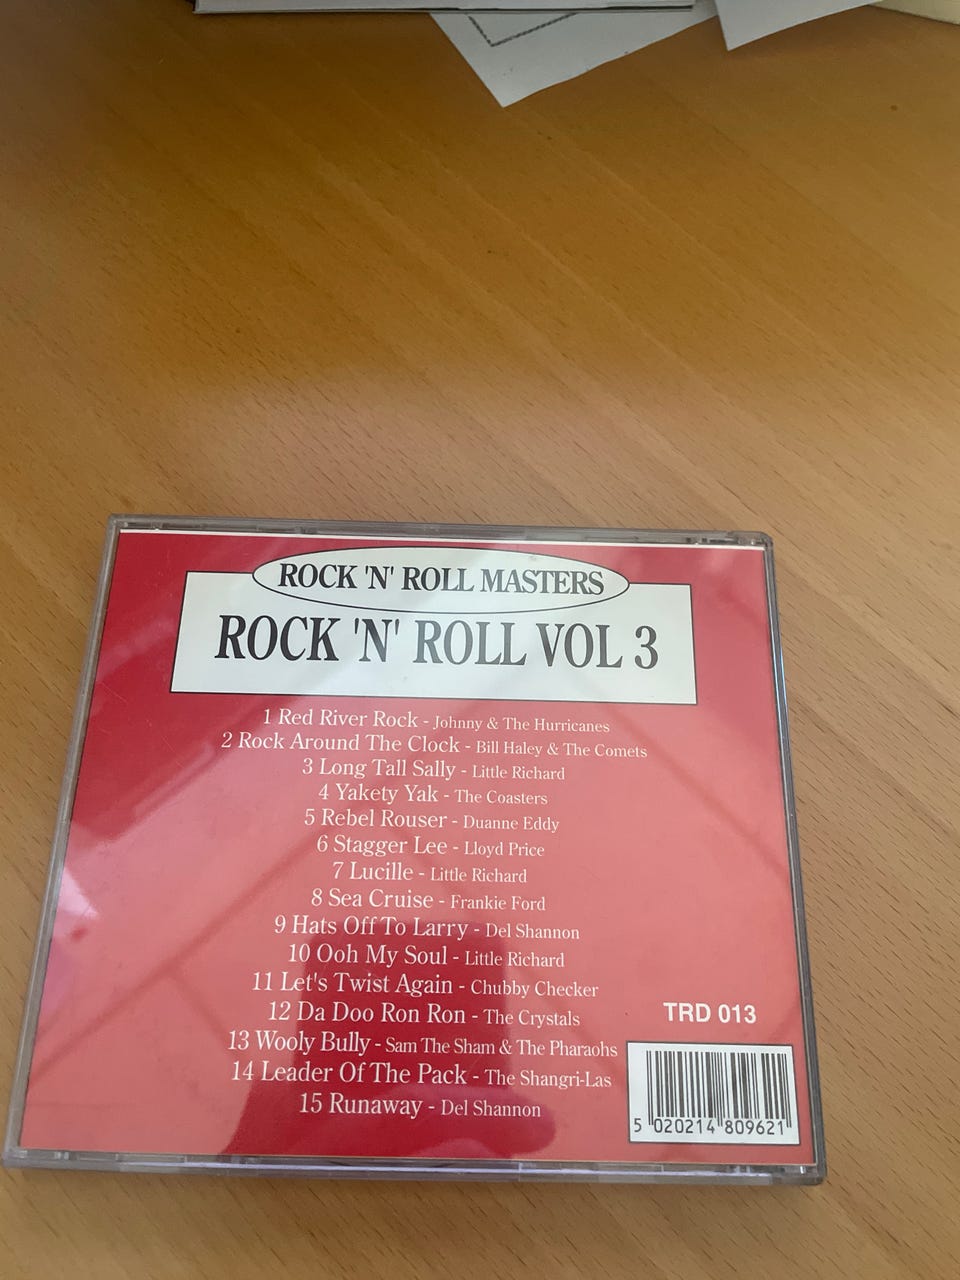 ROCK 'N' ROLL MASTERS
ROCK 'N' ROLL VOL 3
1 Red River Rock - Johnny & The Hurricanes
2 Rock Around The Clock - Bill Haley & The Comets
3 Long Tall Sally - Little Richard
4 Yakety Yak - The Coasters
5 Rebel Rouser - Duanne Eddy
6 Stagger Lee - Lloyd Price
7 Lucille - Little Richard
8 Sea Cruise - Frankie Ford
9 Hats Off To Larry - Del Shannon
10 Ooh My Soul - Little Richard
11 Let's Twist Again - Chubby Checker
12 Da Doo Ron Ron - The Crystals
13 Wooly Bully - Sam The Sham & The Pharaohs
14 Leader Of The Pack - The Shangri-Las
15 Runaway - Del Shannon
TRD 013
5 020214 809621